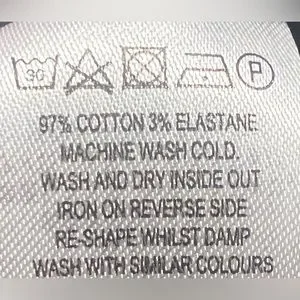 30 P
97% COTTON 3% ELASTANE.
MACHINE WASH COLD.
WASH AND DRY INSIDE OUT
IRON ON REVERSE SIDE
RE-SHAPE WHILST DAMP
WASH WITH SIMILAR COLOURS